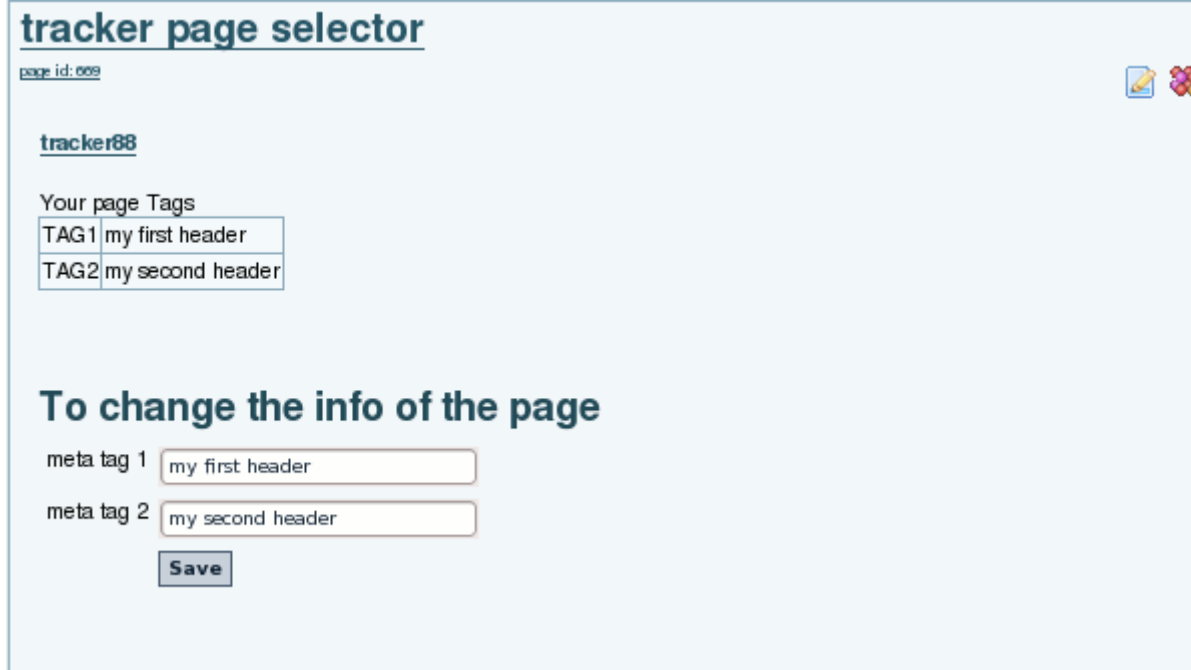 tracker page selector
page id: 669
tracker88
Your page Tags
TAG1 my first header
TAG2 my second header
To change the info of the page
meta tag 1 my first header
meta tag 2 my second header
Save